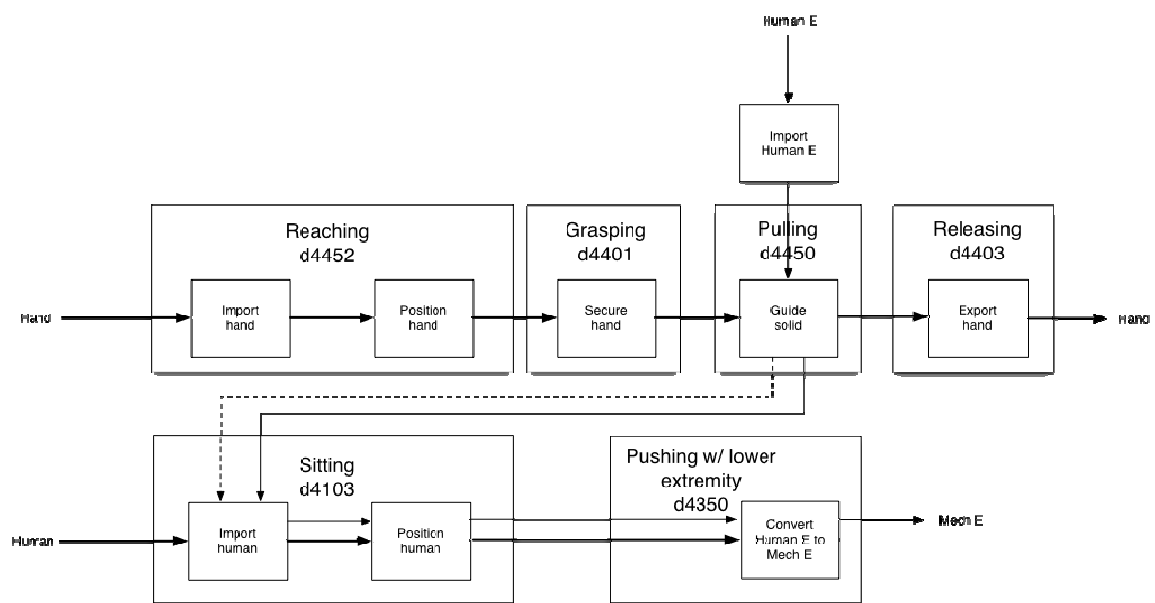 Human E
Import
Human E
Reaching
d4452
Grasping
d4401
Pulling
d4450
Releasing
d4403
Hand
Import
hand
Position
hand
Secure
hand
Guide
solid
Export
hand
Hand
Sitting
d4103
Pushing w/ lower
extremity
d4350
Human
Import
human
Position
human
Convert
Human E to
Mech E
Mech E